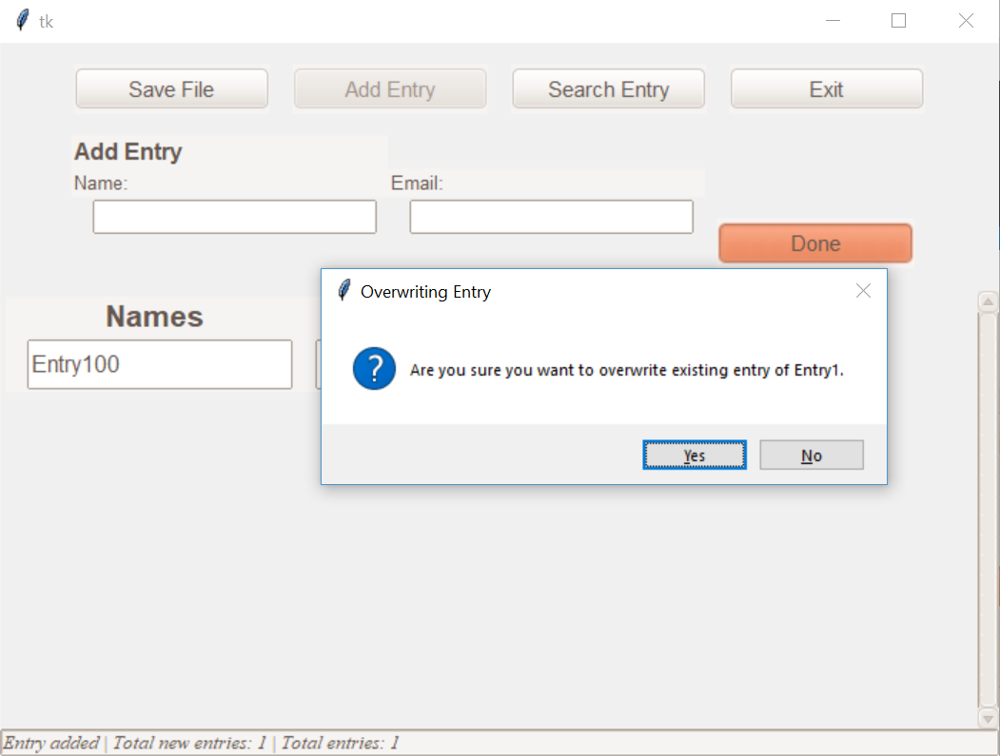 tk
Save File Add Entry Search Entry Exit
Add Entry
Name: Email:
Done
Overwriting Entry
Names
Entry100
Are you sure you want to overwrite existing entry of Entry1.
Yes No
Entry added | Total new entries: 1 | Total entries: 1